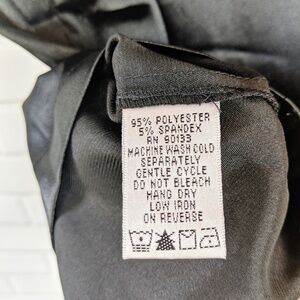 95% POLYESTER
5% SPANDEX
RN 90133
MACHINE WASH COLD
SEPARATELY
GENTLE CYCLE
DO NOT BLEACH
HANG DRY
LOW IRON
ON REVERSE